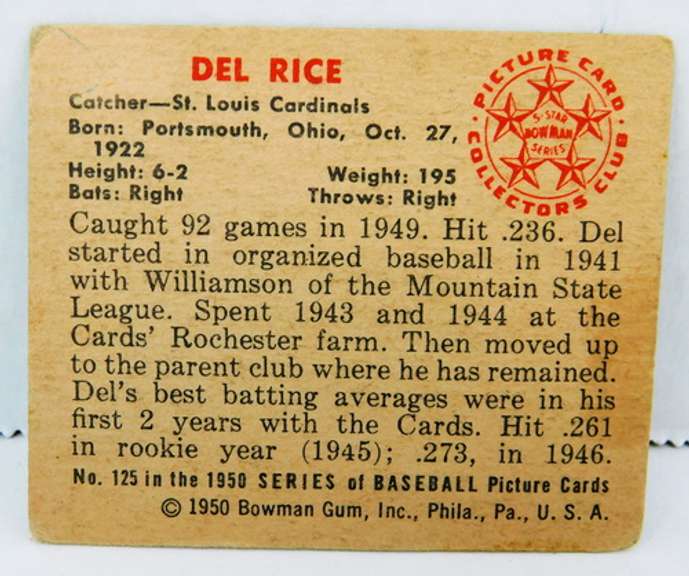 DEL RICE
Catcher—St. Louis Cardinals
Born: Portsmouth, Ohio, Oct. 27,
1922
Height: 6-2 Weight: 195
Bats: Right Throws: Right
PICTURE CARD
COLLECTORS CLUB
5-STAR
BOWMAN
SERIES
Caught 92 games in 1949. Hit .236. Del
started in organized baseball in 1941
with Williamson of the Mountain State
League. Spent 1943 and 1944 at the
Cards' Rochester farm. Then moved up
to the parent club where he has remained.
Del's best batting averages were in his
first 2 years with the Cards. Hit .261
in rookie year (1945); .273, in 1946.
No. 125 in the 1950 SERIES of BASEBALL Picture Cards
© 1950 Bowman Gum, Inc., Phila., Pa., U. S. A.